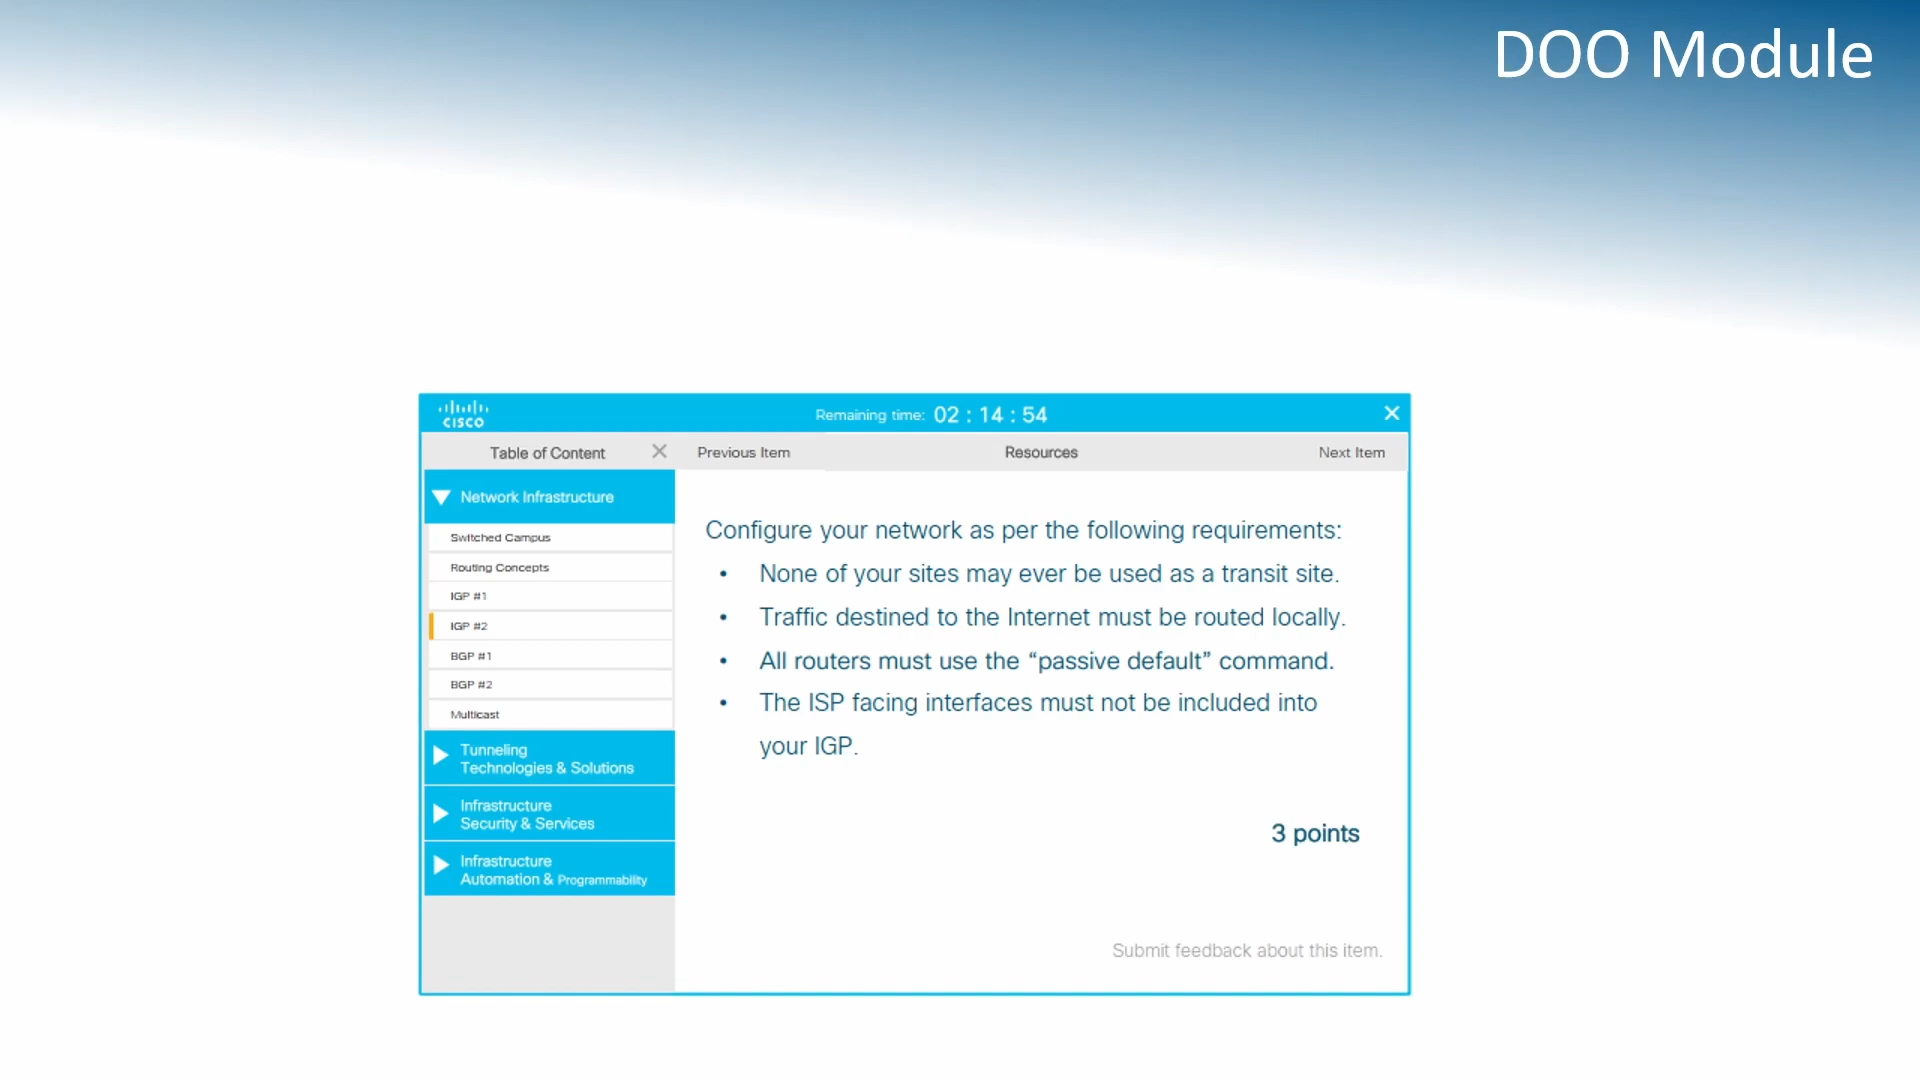 DOO Module
CISCO
Remaining time: 02 : 14 : 54
Table of Content
Previous Item
Resources
Next Item
Network Infrastructure
Switched Campus
Routing Concepts
IGP #1
IGP #2
BGP #1
BGP #2
Multicast
Tunneling
Technologies & Solutions
Infrastructure
Security & Services
Infrastructure
Automation & Programmability
Configure your network as per the following requirements:
• None of your sites may ever be used as a transit site.
• Traffic destined to the Internet must be routed locally.
• All routers must use the “passive default” command.
• The ISP facing interfaces must not be included into
your IGP.
3 points
Submit feedback about this item.